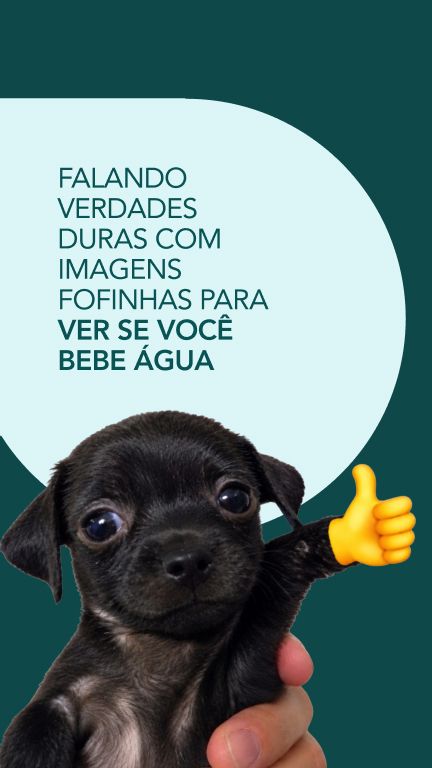 FALANDO
VERDADES
DURAS COM
IMAGENS
FOFINHAS PARA
VER SE VOCÊ
BEBE ÁGUA